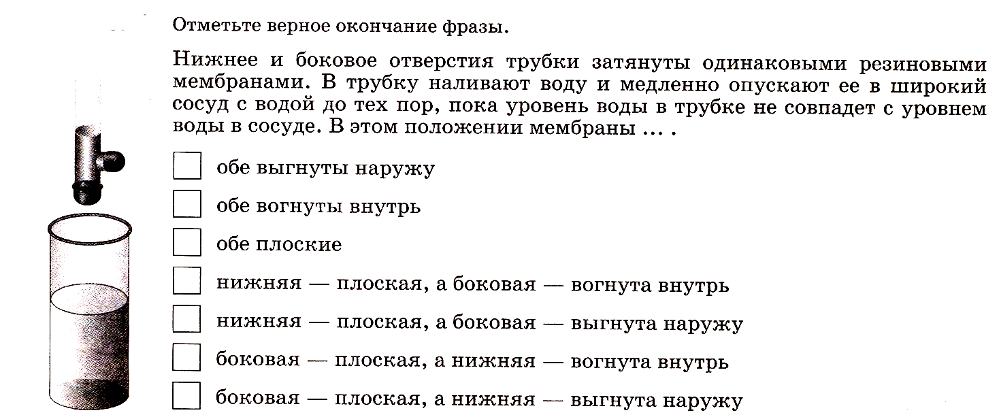 Отметьте верное окончание фразы.
Нижнее и боковое отверстия трубки затянуты одинаковыми резиновыми
мембранами. В трубку наливают воду и медленно опускают ее в широкий
сосуд с водой до тех пор, пока уровень воды в трубке не совпадет с уровнем
воды в сосуде. В этом положении мембраны ... .
обе выгнуты наружу
обе вогнуты внутрь
обе плоские
нижняя — плоская, а боковая — вогнута внутрь
нижняя — плоская, а боковая — выгнута наружу
боковая — плоская, а нижняя — вогнута внутрь
боковая — плоская, а нижняя — выгнута наружу